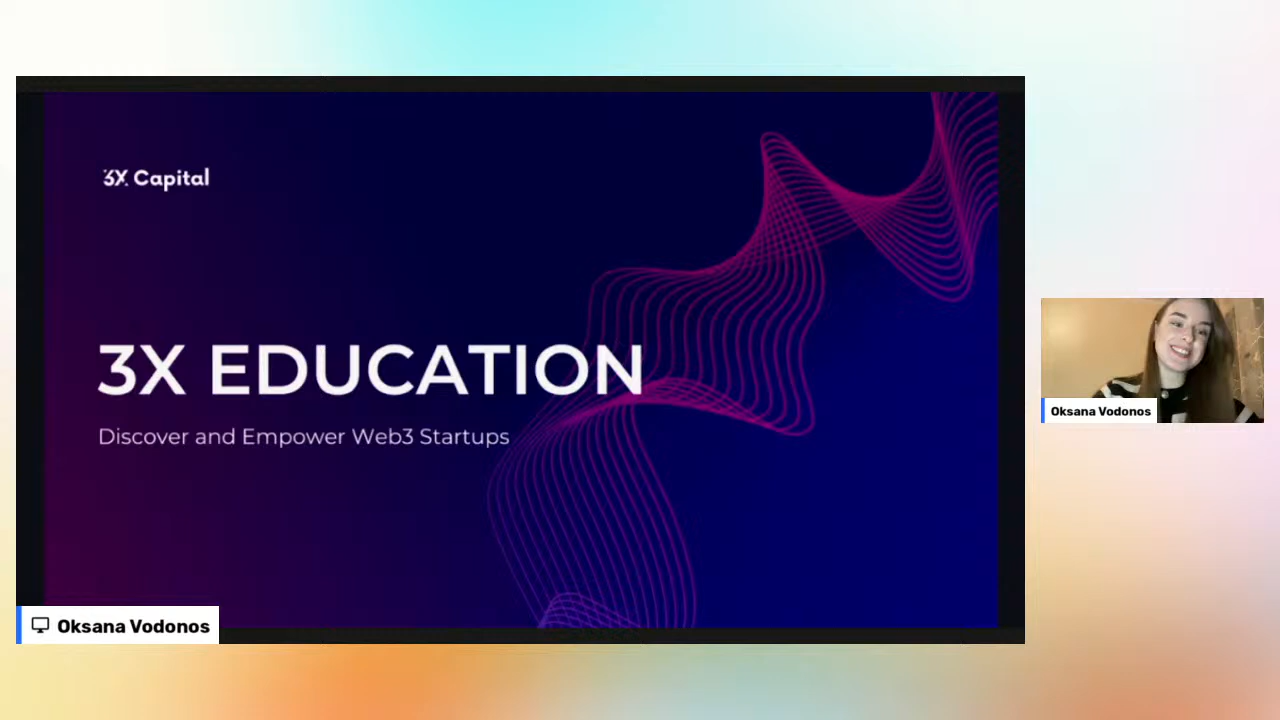 3X Capital
3X EDUCATION
Discover and Empower Web3 Startups
Oksana Vodonos
Oksana Vodonos